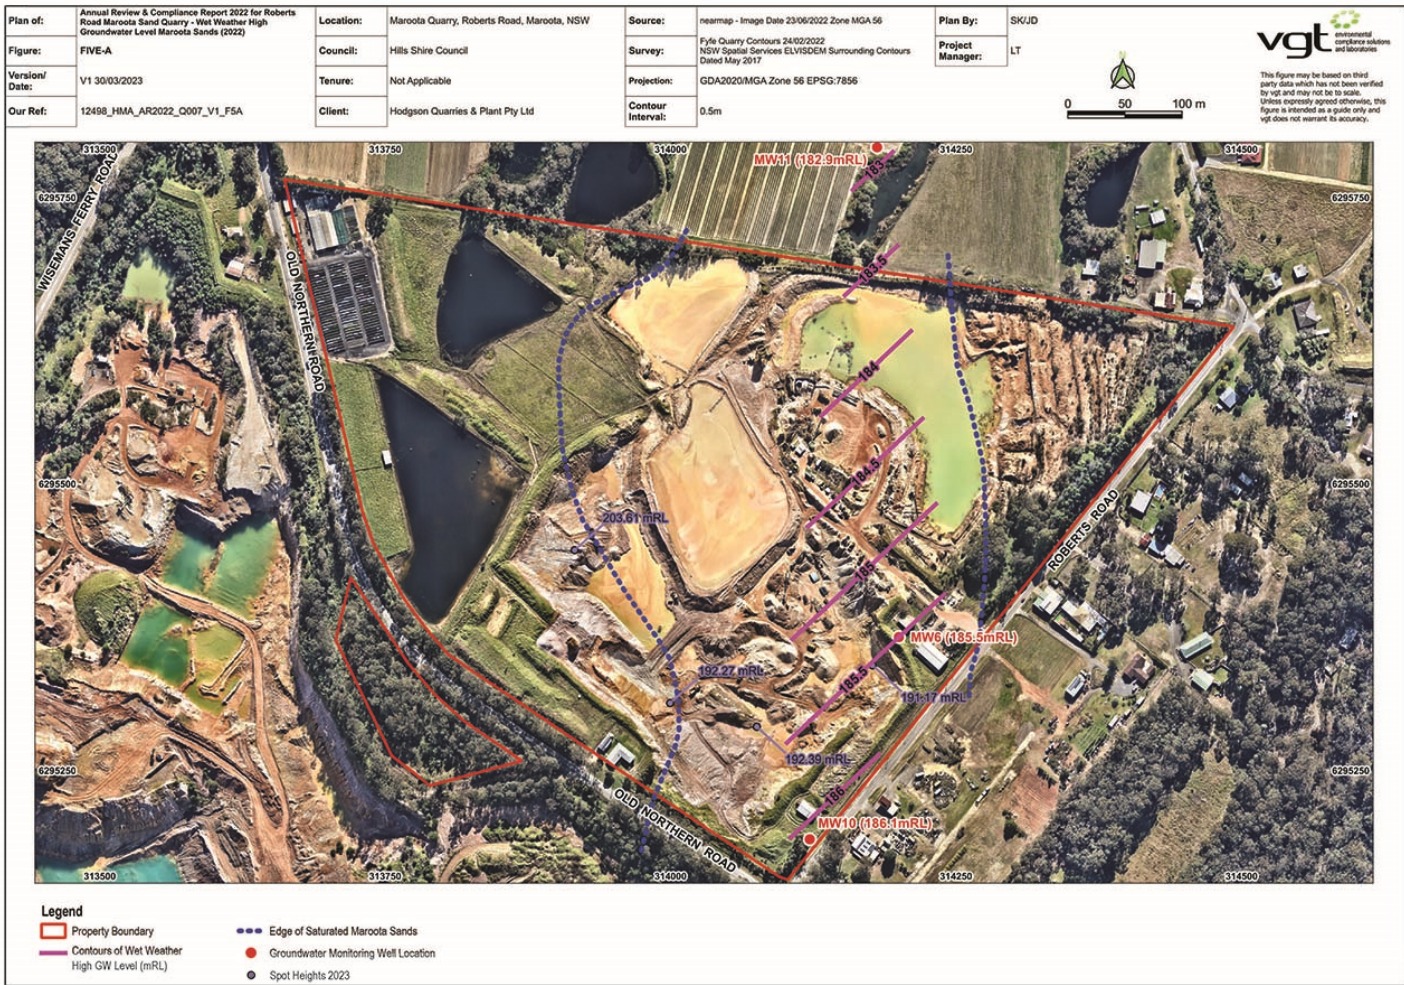 Plan of:
Annual Review & Compliance Report 2022 for Roberts
Road Maroota Sand Quarry - Wet Weather High
Groundwater Level Maroota Sands (2022)
Location:
Maroota Quarry, Roberts Road, Maroota, NSW
Source:
nearmap - Image Date 23/06/2022 Zone MGA 56
Plan By:
SK/JD
Figure:
FIVE-A
Council:
Hills Shire Council
Survey:
Fyfe Quarry Contours 24/02/2022
NSW Spatial Services ELVISDEM Surrounding Contours
Dated May 2017
Project
Manager:
LT
Version/
Date:
V1 30/03/2023
Tenure:
Not Applicable
Projection:
GDA2020/MGA Zone 56 EPSG:7856
Our Ref:
12498_HMA_AR2022_Q007_V1_F5A
Client:
Hodgson Quarries & Plant Pty Ltd
Contour
Interval:
0.5m
N
0 50 100 m
vgt
environmental
compliance solutions
and laboratories
This figure may be based on third
party data which has not been verified
by vgt and may not be to scale.
Unless expressly agreed otherwise, this
figure is intended as a guide only and
vgt does not warrant its accuracy.
313500
313750
314000
314250
314500
6295750
6295750
WISEMANS FERRY ROAD
OLD NORTHERN ROAD
MW11 (182.9mRL)
183
183.5
184
184.5
6295500
6295500
203.61 mRL
185
ROBERTS ROAD
MW6 (185.5mRL)
192.27 mRL
185.5
191.17 mRL
192.39 mRL
6295250
6295250
186
OLD NORTHERN ROAD
MW10 (186.1mRL)
313500
313750
314000
314250
314500
Legend
Property Boundary
Contours of Wet Weather
High GW Level (mRL)
Edge of Saturated Maroota Sands
Groundwater Monitoring Well Location
Spot Heights 2023